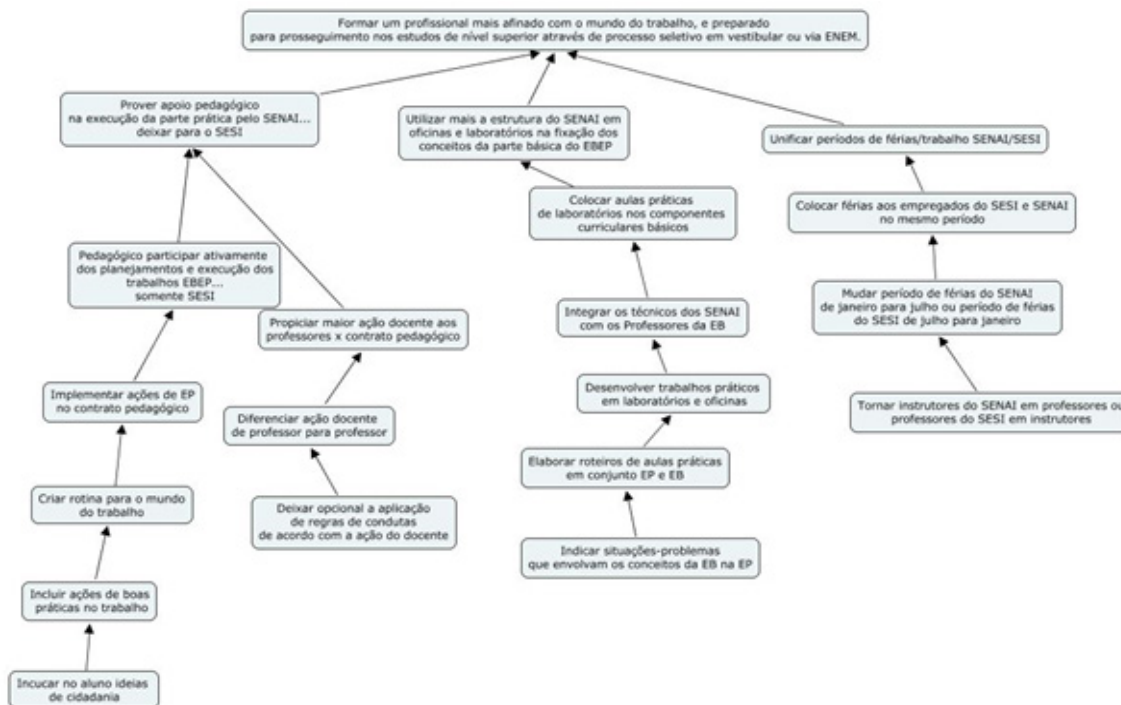 Formar um profissional mais afinado com o mundo do trabalho, e preparado
para prosseguimento nos estudos de nível superior através de processo seletivo em vestibular ou via ENEM.
Prover apoio pedagógico
na execução da parte prática pelo SENAI...
deixar para o SESI
Utilizar mais a estrutura do SENAI em
oficinas e laboratórios na fixação dos
conceitos da parte básica do EBEP
Unificar períodos de férias/trabalho SENAI/SESI
Colocar aulas práticas
de laboratórios nos componentes
curriculares básicos
Colocar férias aos empregados do SESI e SENAI
no mesmo período
Pedagógico participar ativamente
dos planejamentos e execução dos
trabalhos EBEP...
somente SESI
Propiciar maior ação docente aos
professores x contrato pedagógico
Integrar os técnicos dos SENAI
com os Professores da EB
Mudar período de férias do SENAI
de janeiro para julho ou período de férias
do SESI de julho para janeiro
Implementar ações de EP
no contrato pedagógico
Diferenciar ação docente
de professor para professor
Desenvolver trabalhos práticos
em laboratórios e oficinas
Tornar instrutores do SENAI em professores ou
professores do SESI em instrutores
Elaborar roteiros de aulas práticas
em conjunto EP e EB
Criar rotina para o mundo
do trabalho
Deixar opcional a aplicação
de regras de condutas
de acordo com a ação do docente
Indicar situações-problemas
que envolvam os conceitos da EB na EP
Incluir ações de boas
práticas no trabalho
Incucar no aluno ideias
de cidadania